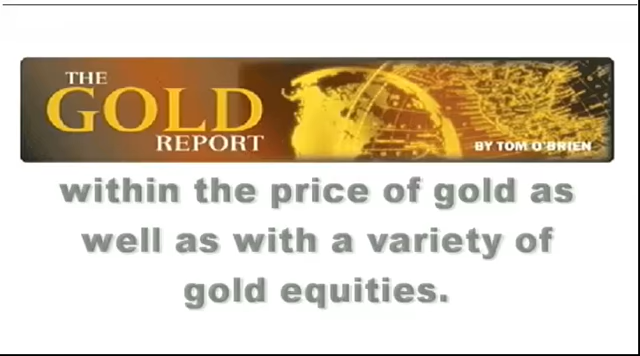 THE
GOLD
REPORT
BY TOM O'BRIEN
within the price of gold as
well as with a variety of
gold equities.